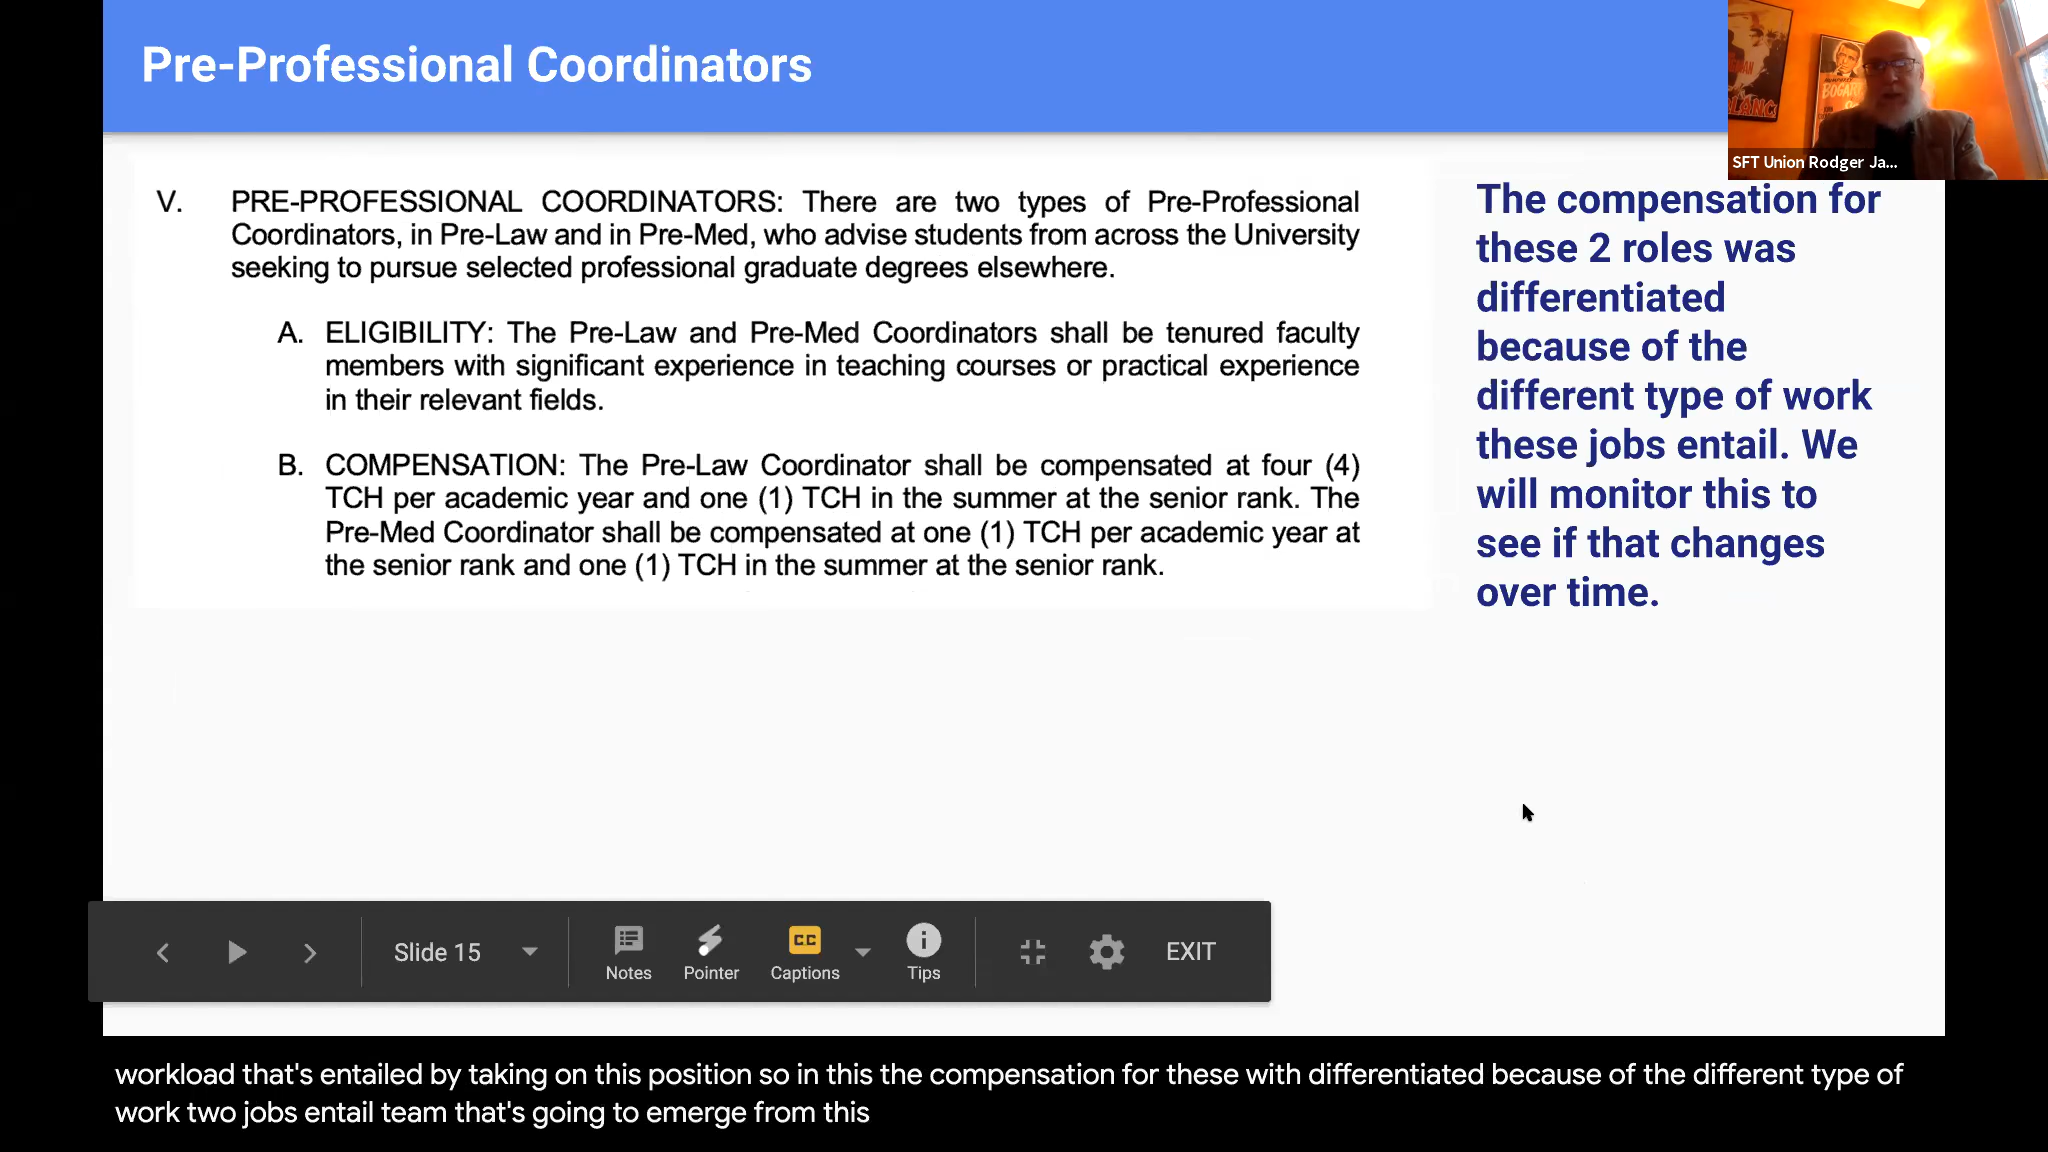 Pre-Professional Coordinators
BOGART
SFT Union Rodger Ja...
V. PRE-PROFESSIONAL COORDINATORS: There are two types of Pre-Professional
Coordinators, in Pre-Law and in Pre-Med, who advise students from across the University
seeking to pursue selected professional graduate degrees elsewhere.
A. ELIGIBILITY: The Pre-Law and Pre-Med Coordinators shall be tenured faculty
members with significant experience in teaching courses or practical experience
in their relevant fields.
B. COMPENSATION: The Pre-Law Coordinator shall be compensated at four (4)
TCH per academic year and one (1) TCH in the summer at the senior rank. The
Pre-Med Coordinator shall be compensated at one (1) TCH per academic year at
the senior rank and one (1) TCH in the summer at the senior rank.
The compensation for
these 2 roles was
differentiated
because of the
different type of work
these jobs entail. We
will monitor this to
see if that changes
over time.
Slide 15
Notes
Pointer
CC
Captions
Tips
EXIT
workload that's entailed by taking on this position so in this the compensation for these with differentiated because of the different type of
work two jobs entail team that's going to emerge from this